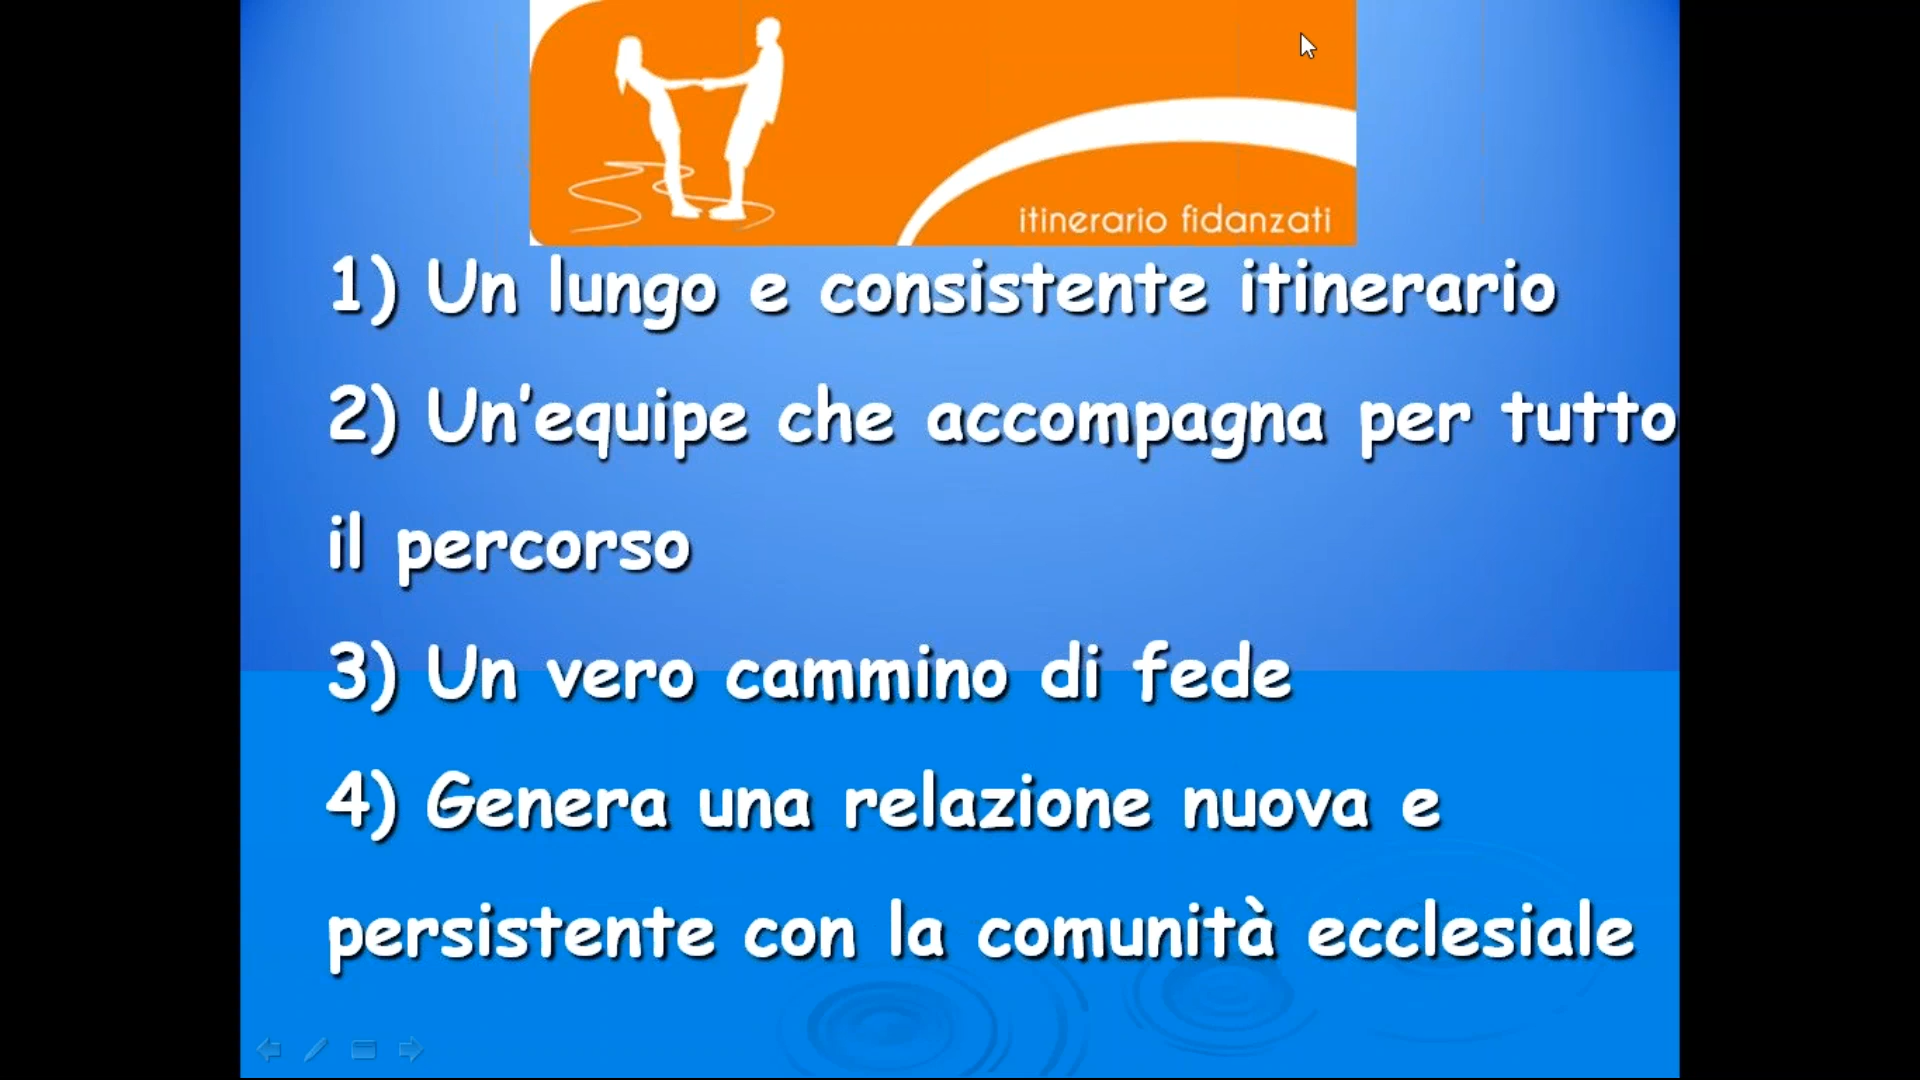 itinerario fidanzati
1) Un lungo e consistente itinerario
2) Un’equipe che accompagna per tutto
il percorso
3) Un vero cammino di fede
4) Genera una relazione nuova e
persistente con la comunità ecclesiale